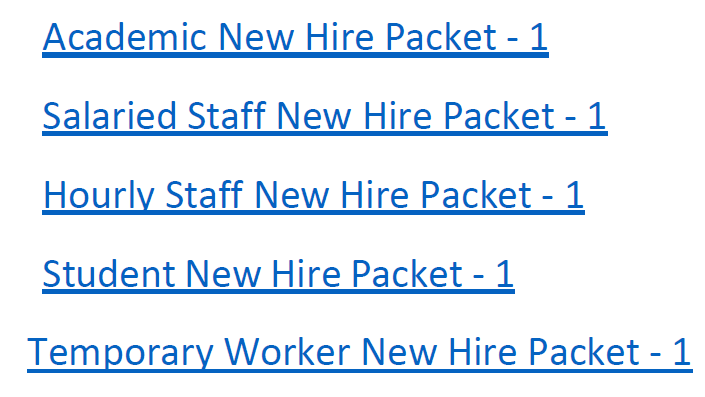 Academic New Hire Packet - 1
Salaried Staff New Hire Packet - 1
Hourly Staff New Hire Packet - 1
Student New Hire Packet - 1
Temporary Worker New Hire Packet - 1